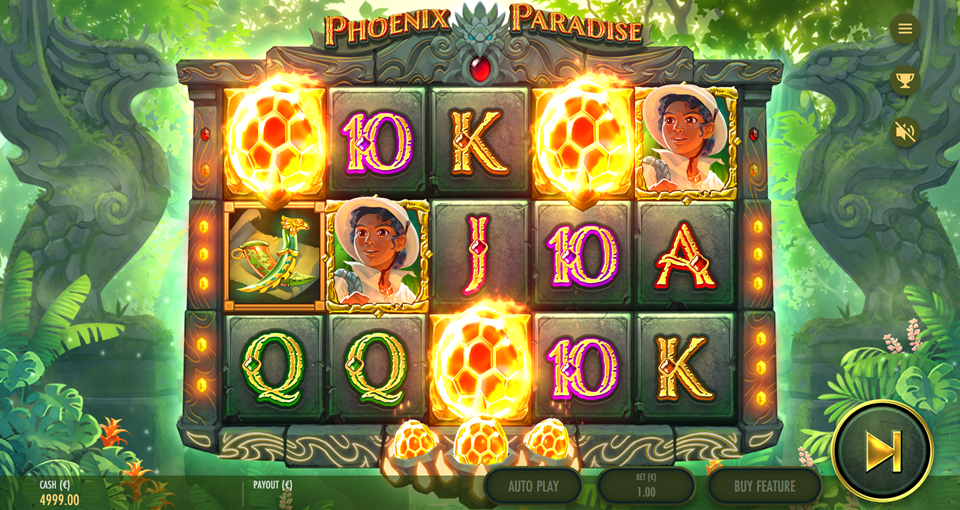 PHOENIX PARADISE
10 K
J 10 A
Q Q 10 K
CASH (€)
4999.00
PAYOUT (€)
AUTO PLAY
BET (€)
1.00
BUY FEATURE